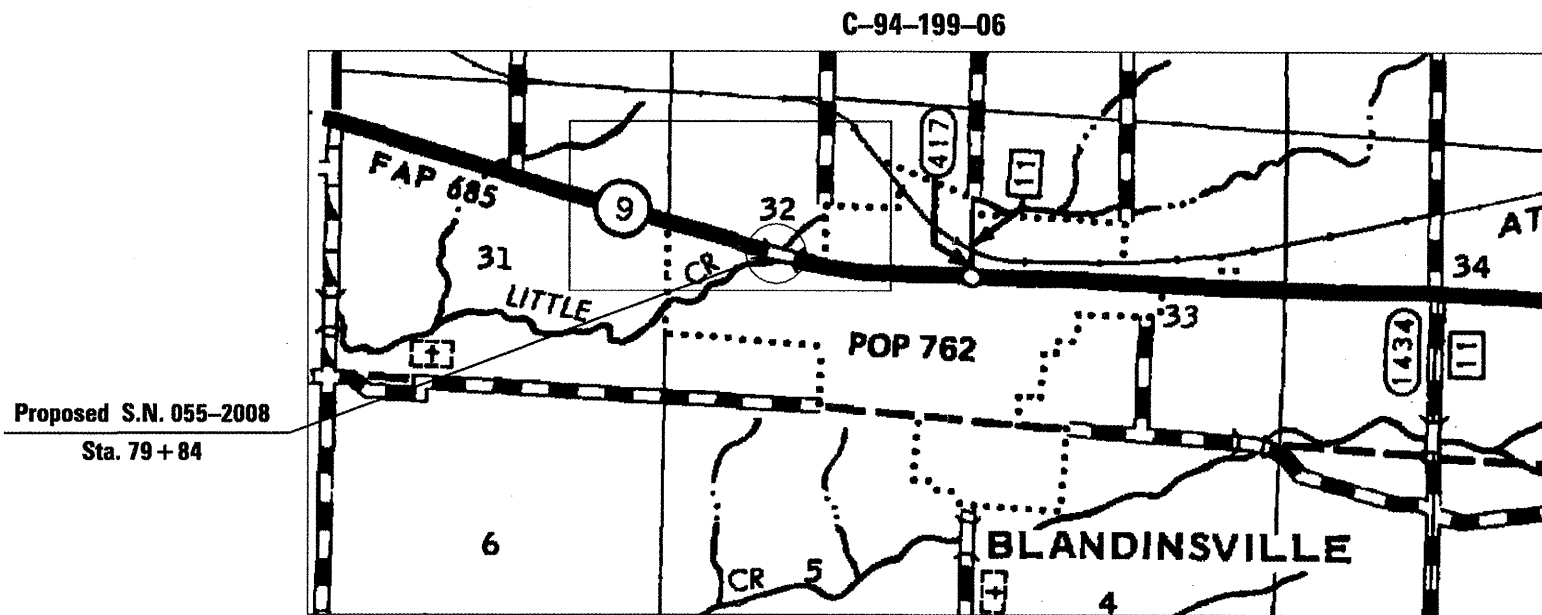 C–94–199–06
417
11
FAP 685
9
32
AT
31
CR
34
LITTLE
33
POP 762
1434
11
Proposed S.N. 055–2008
Sta. 79 + 84
6
BLANDINSVILLE
CR
5
4